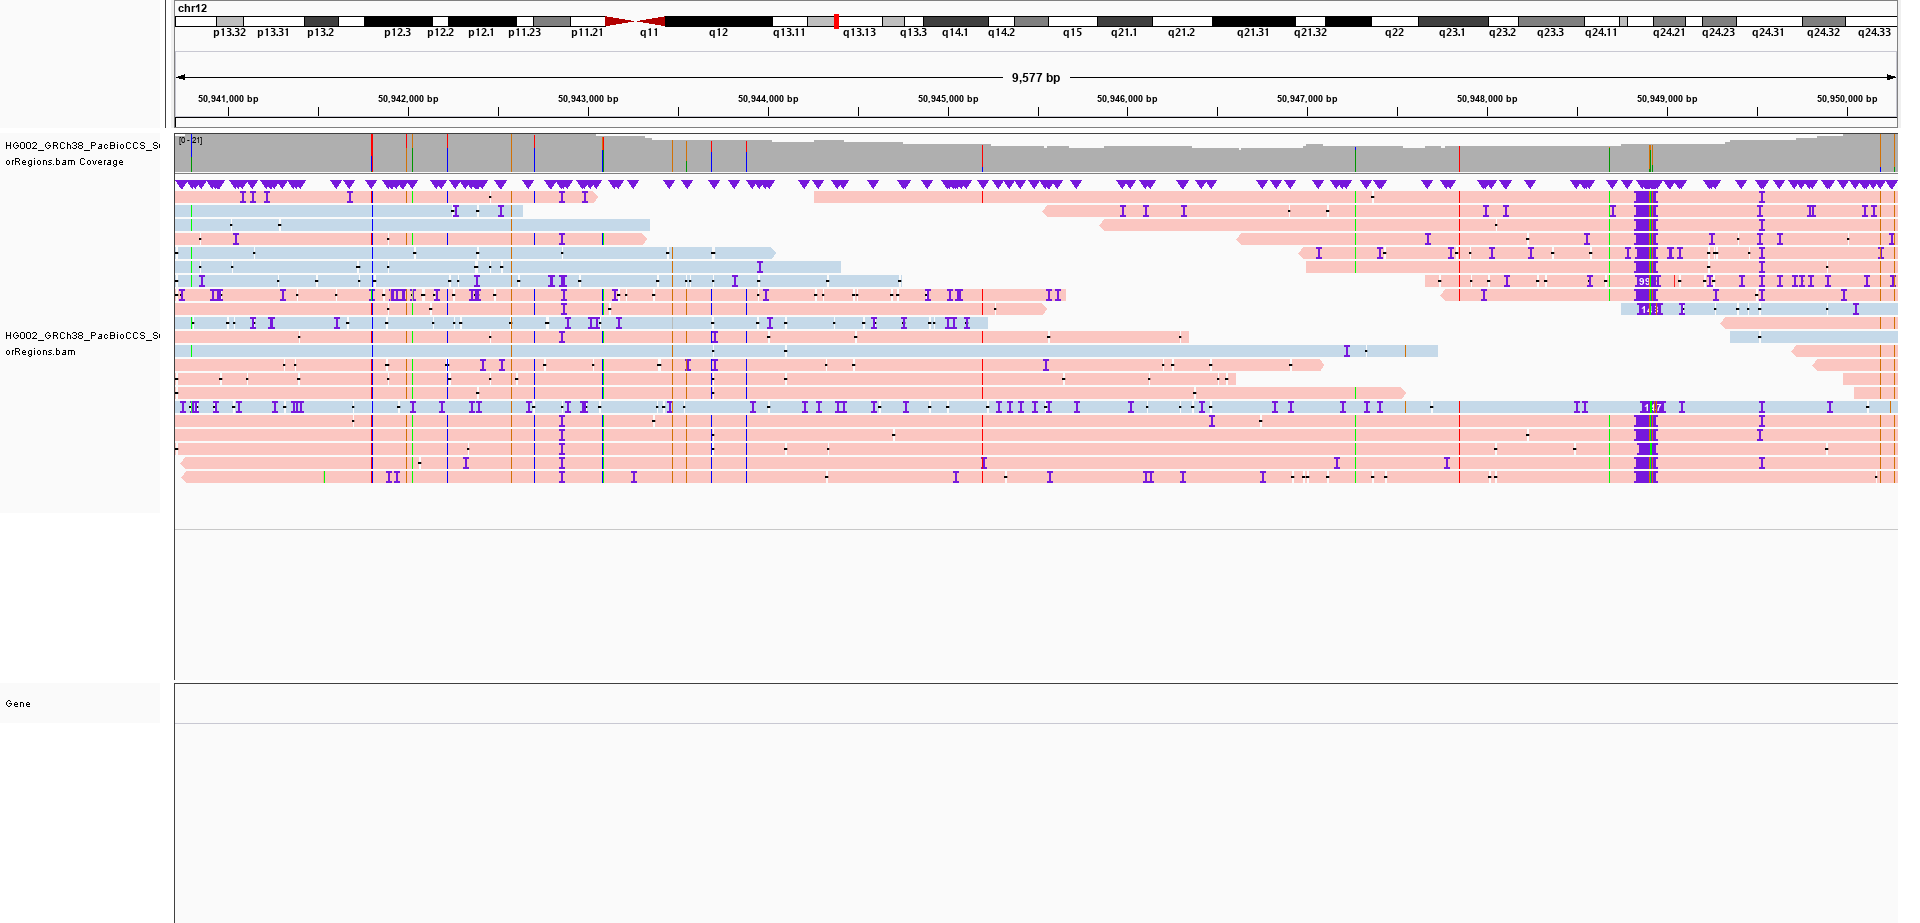 chr12
p13.32 p13.31 p13.2 p12.3 p12.2 p12.1 p11.23 p11.21 q11 q12 q13.11 q13.13 q13.3 q14.1 q14.2 q15 q21.1 q21.2 q21.31 q21.32 q22 q23.1 q23.2 q23.3 q24.11 q24.21 q24.23 q24.31 q24.32 q24.33
9,577 bp
50,941,000 bp 50,942,000 bp 50,943,000 bp 50,944,000 bp 50,945,000 bp 50,946,000 bp 50,947,000 bp 50,948,000 bp 50,949,000 bp 50,950,000 bp
[0 - 21]
HG002_GRCh38_PacBioCCS_S
orRegions.bam Coverage
99
HG002_GRCh38_PacBioCCS_S
orRegions.bam
Gene